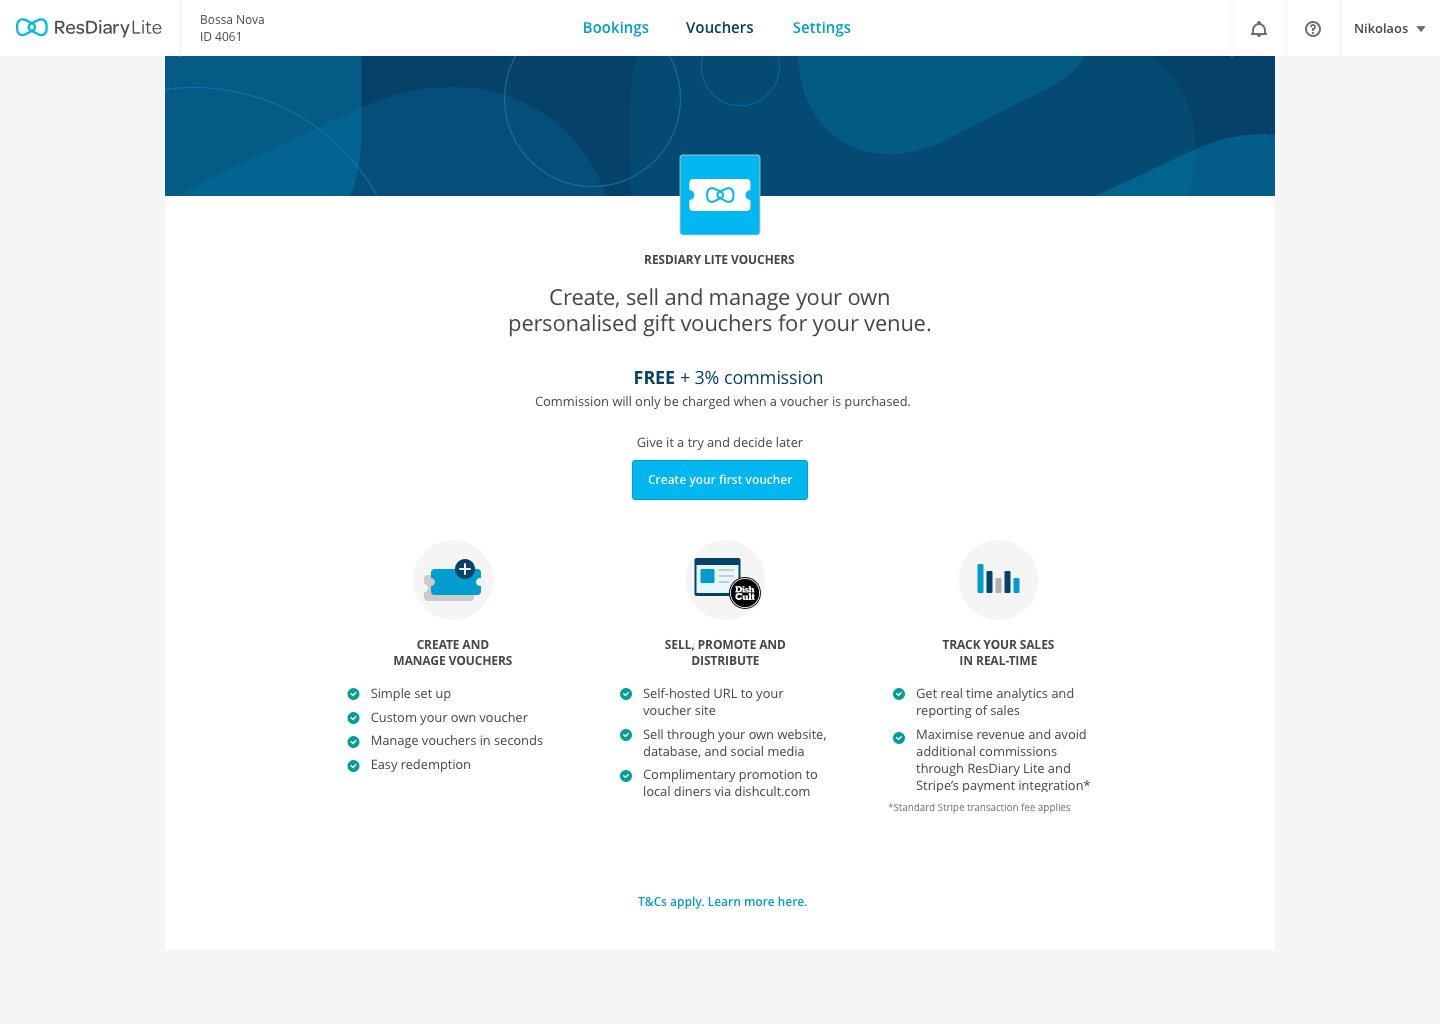 ResDiaryLite
Bossa Nova
ID 4061
Bookings
Vouchers
Settings
Nikolaos
RESDIARY LITE VOUCHERS
Create, sell and manage your own
personalised gift vouchers for your venue.
FREE + 3% commission
Commission will only be charged when a voucher is purchased.
Give it a try and decide later
Create your first voucher
CREATE AND
MANAGE VOUCHERS
Simple set up
Custom your own voucher
Manage vouchers in seconds
Easy redemption
Dish
Cult
SELL, PROMOTE AND
DISTRIBUTE
Self-hosted URL to your
voucher site
Sell through your own website,
database, and social media
Complimentary promotion to
local diners via dishcult.com
TRACK YOUR SALES
IN REAL-TIME
Get real time analytics and
reporting of sales
Maximise revenue and avoid
additional commissions
through ResDiary Lite and
Stripe’s payment integration*
*Standard Stripe transaction fee applies
T&Cs apply. Learn more here.